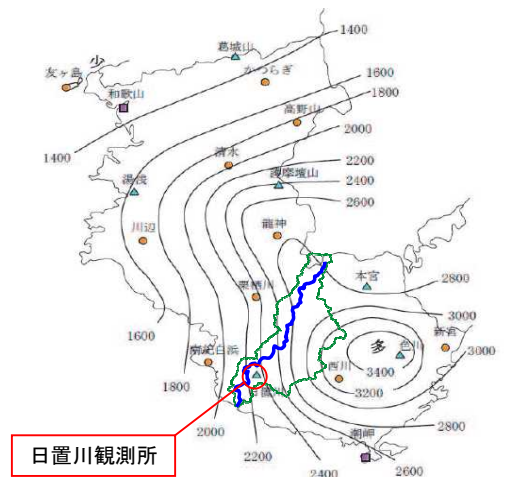 1400
葛城山
少
友ヶ島
かつらぎ
1600
和歌山
1800
高野山
2000
1400
清水
2200
護摩壇山
2400
湯浅
2600
龍神
川辺
本宮
2800
栗栖川
3000
1600
新宮
多
色川
3000
南紀白浜
3400
西川
1800
3200
2000
2800
日置川観測所
2200
潮岬
2400
2600